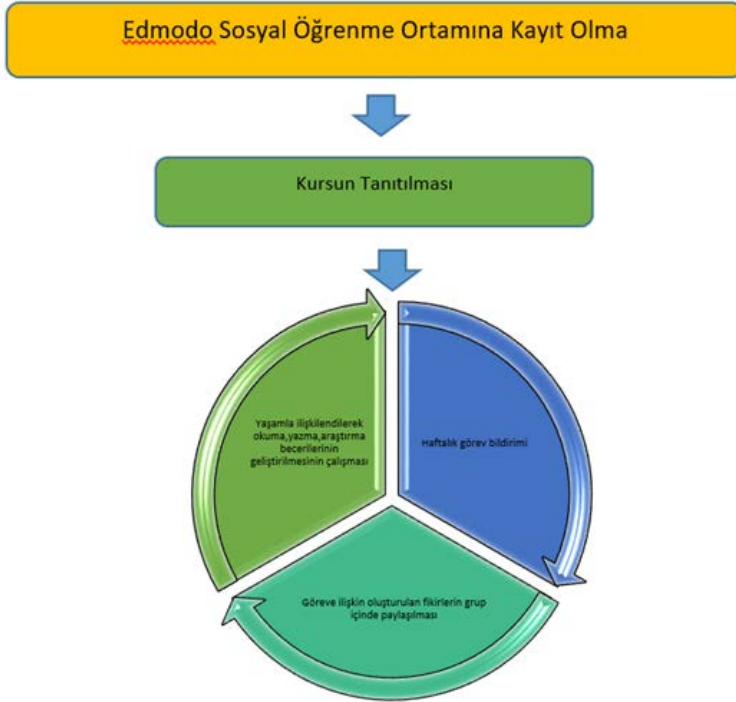 Edmodo Sosyal Öğrenme Ortamına Kayıt Olma
Kursun Tanıtılması
Yaşamla ilişkilendilerek
okuma,yazma,araştırma
becerilerinin
geliştirilmesinin çalışması
Haftalık görev bildirimi
Göreve ilişkin oluşturulan fikirlerin grup
içinde paylaşılması